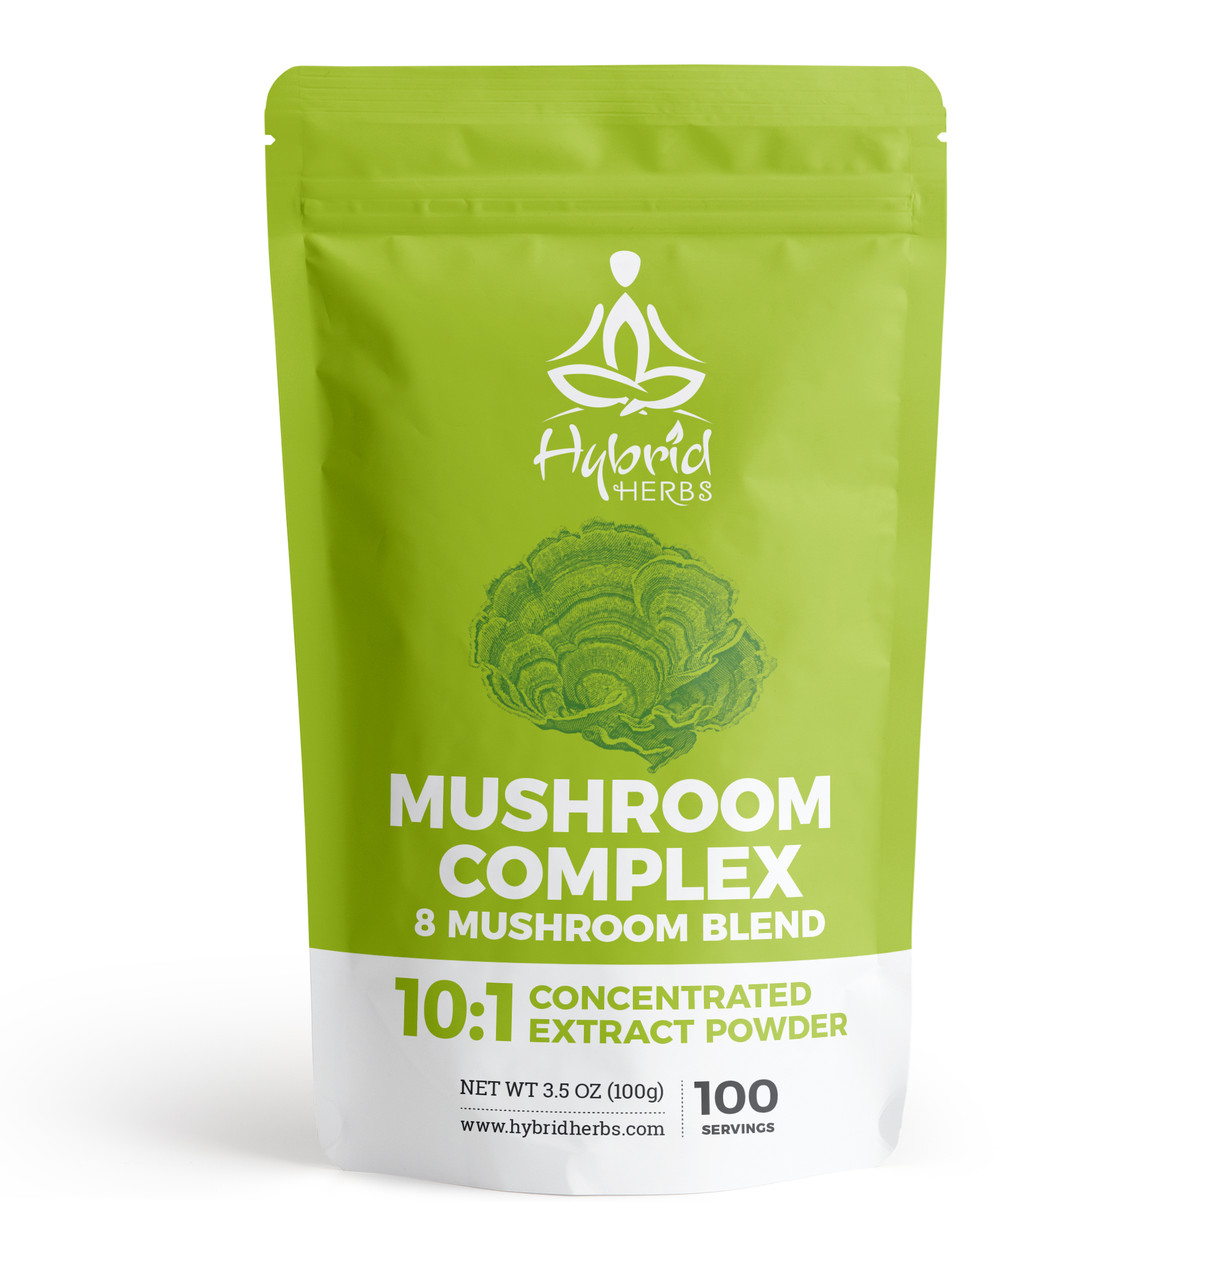 Hybrid
HERBS
MUSHROOM
COMPLEX
8 MUSHROOM BLEND
10:1 CONCENTRATED
EXTRACT POWDER
NET WT 3.5 OZ (100g)
www.hybridherbs.com
100
SERVINGS